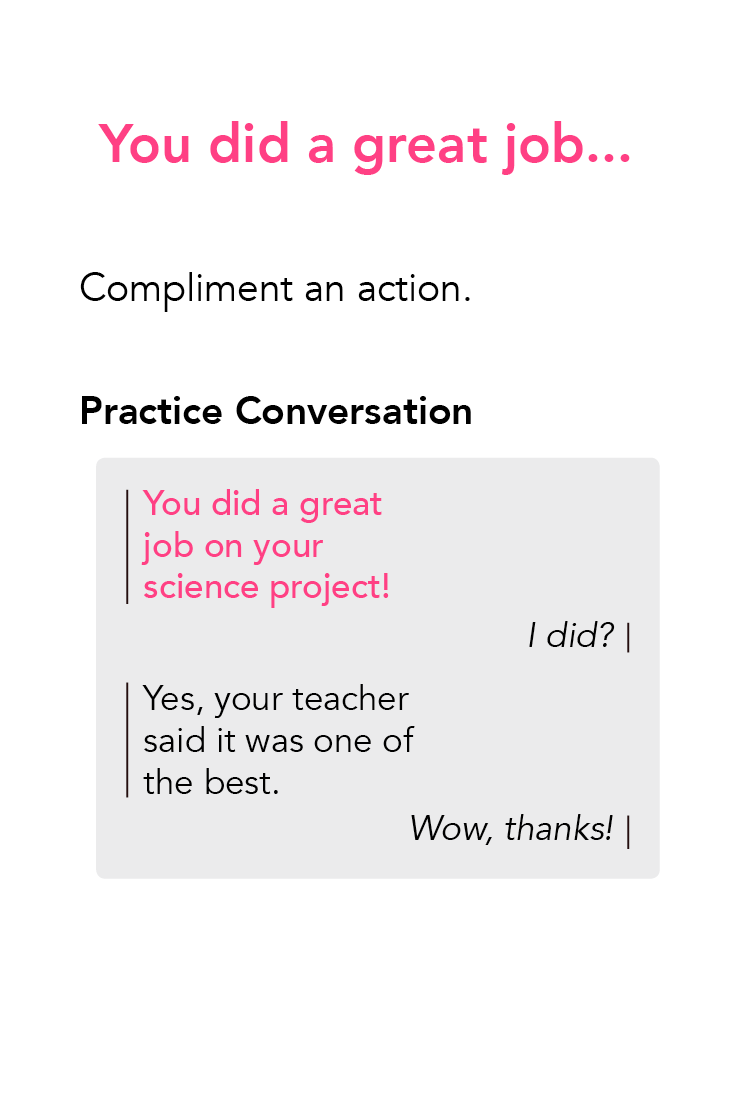 You did a great job...
Compliment an action.
Practice Conversation
You did a great
job on your
science project!
I did?
Yes, your teacher
said it was one of
the best.
Wow, thanks!